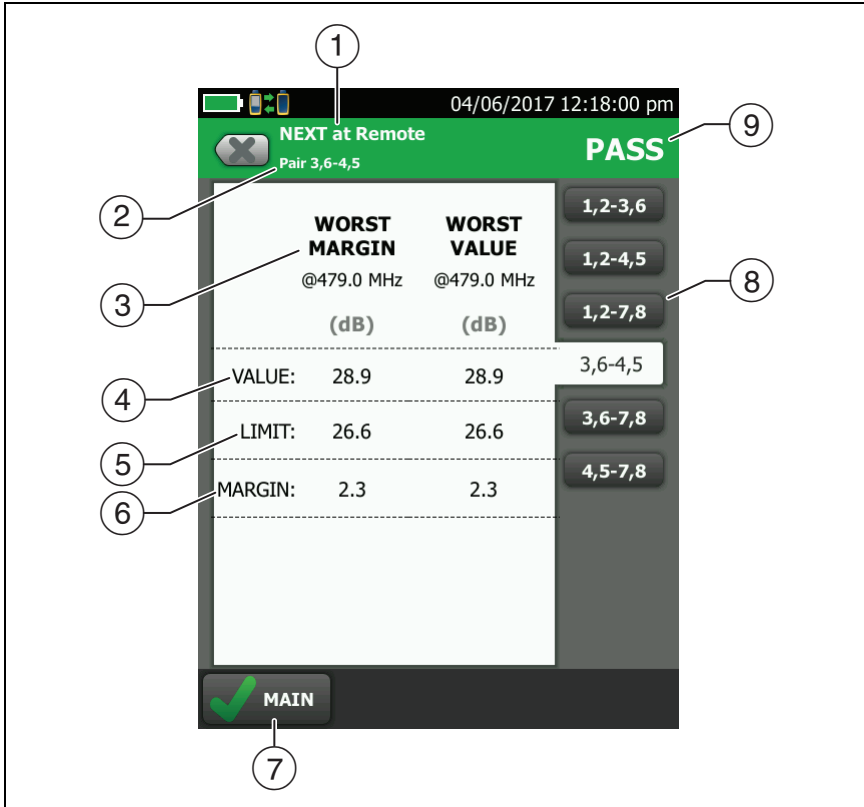 1
04/06/2017 12:18:00 pm
NEXT at Remote
PASS
9
Pair 3,6-4,5
2
1,2-3,6
WORST MARGIN
WORST VALUE
1,2-4,5
3
@479.0 MHz
@479.0 MHz
8
1,2-7,8
(dB)
(dB)
3,6-4,5
4
VALUE: 28.9 28.9
3,6-7,8
5
LIMIT: 26.6 26.6
4,5-7,8
6
MARGIN: 2.3 2.3
MAIN
7